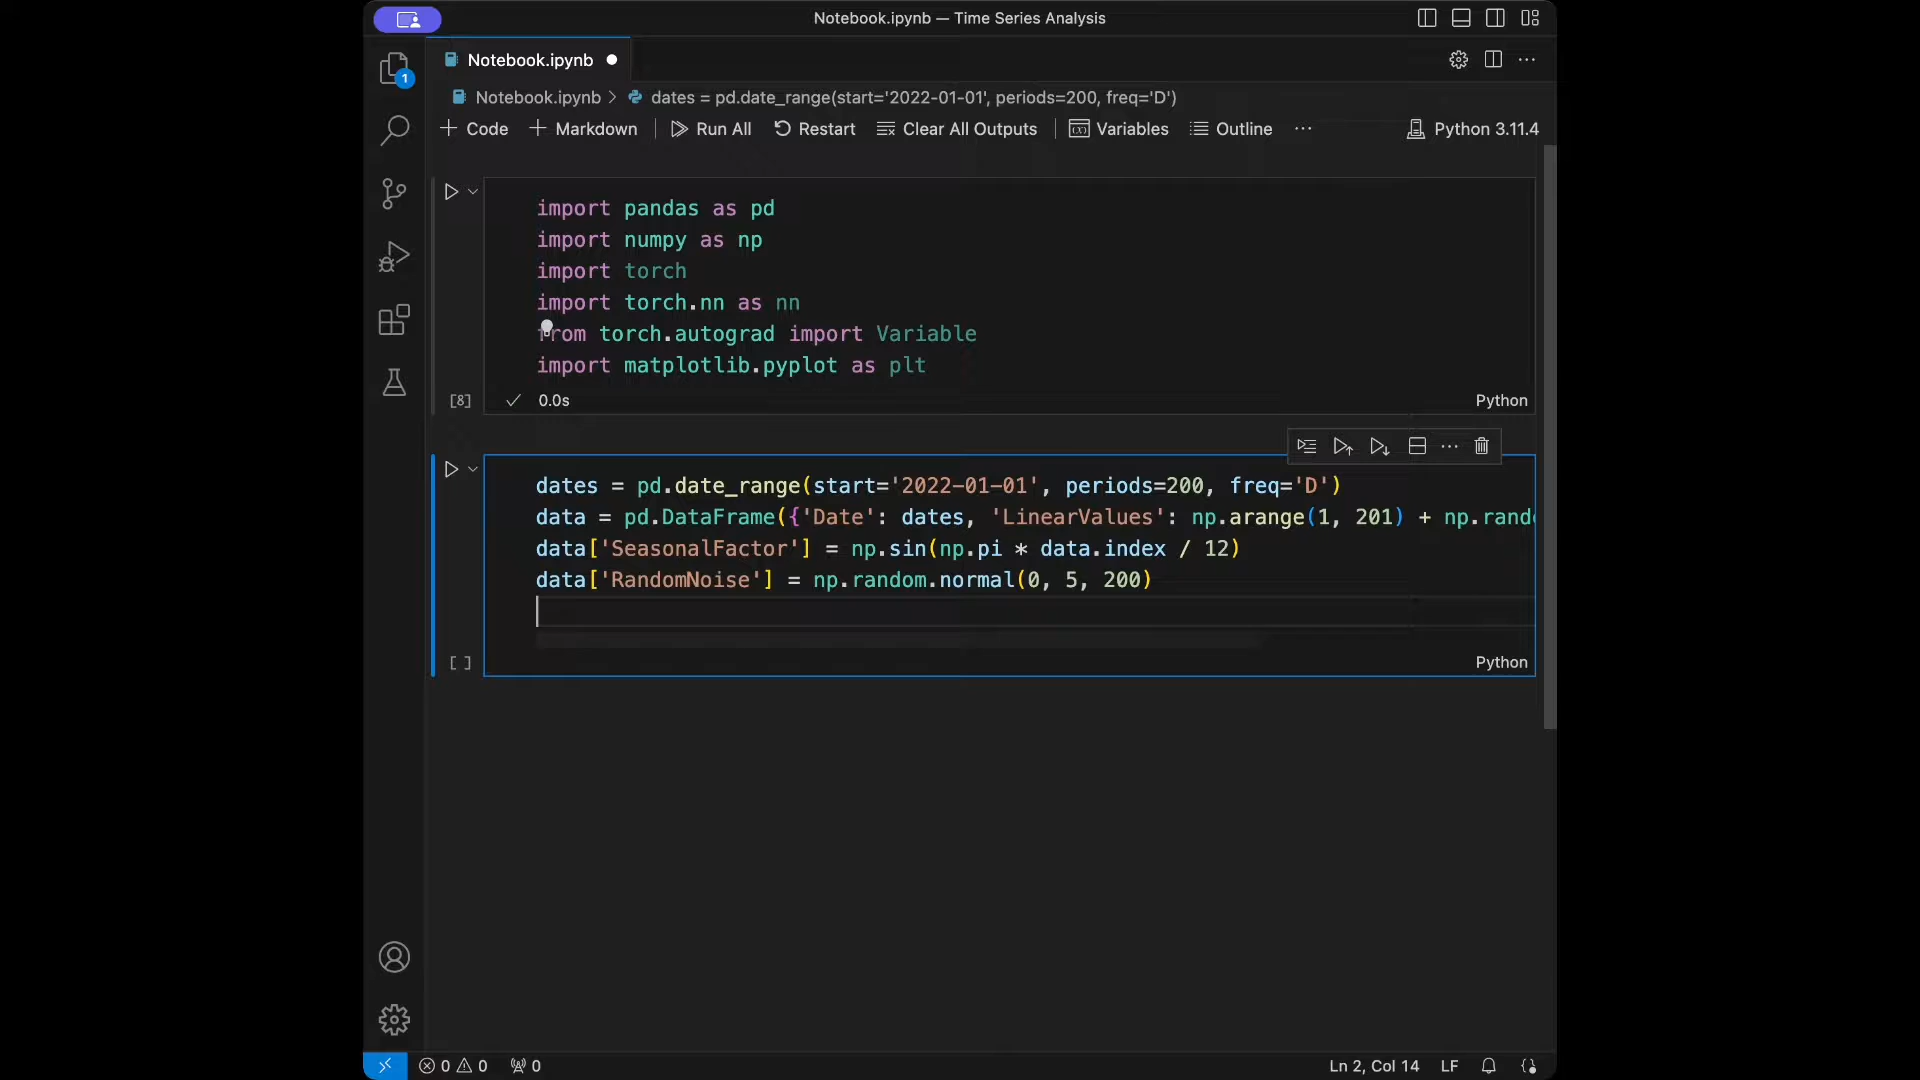 Notebook.ipynb — Time Series Analysis
1
Notebook.ipynb
Notebook.ipynb > dates = pd.date_range(start='2022-01-01', periods=200, freq='D')
+ Code + Markdown Run All Restart Clear All Outputs Variables Outline ... Python 3.11.4
import pandas as pd
import numpy as np
import torch
import torch.nn as nn
from torch.autograd import Variable
import matplotlib.pyplot as plt
[8] 0.0s Python
dates = pd.date_range(start='2022-01-01', periods=200, freq='D')
data = pd.DataFrame({'Date': dates, 'LinearValues': np.arange(1, 201) + np.rand
data['SeasonalFactor'] = np.sin(np.pi * data.index / 12)
data['RandomNoise'] = np.random.normal(0, 5, 200)
[ ] Python
0 0 0 Ln 2, Col 14 LF